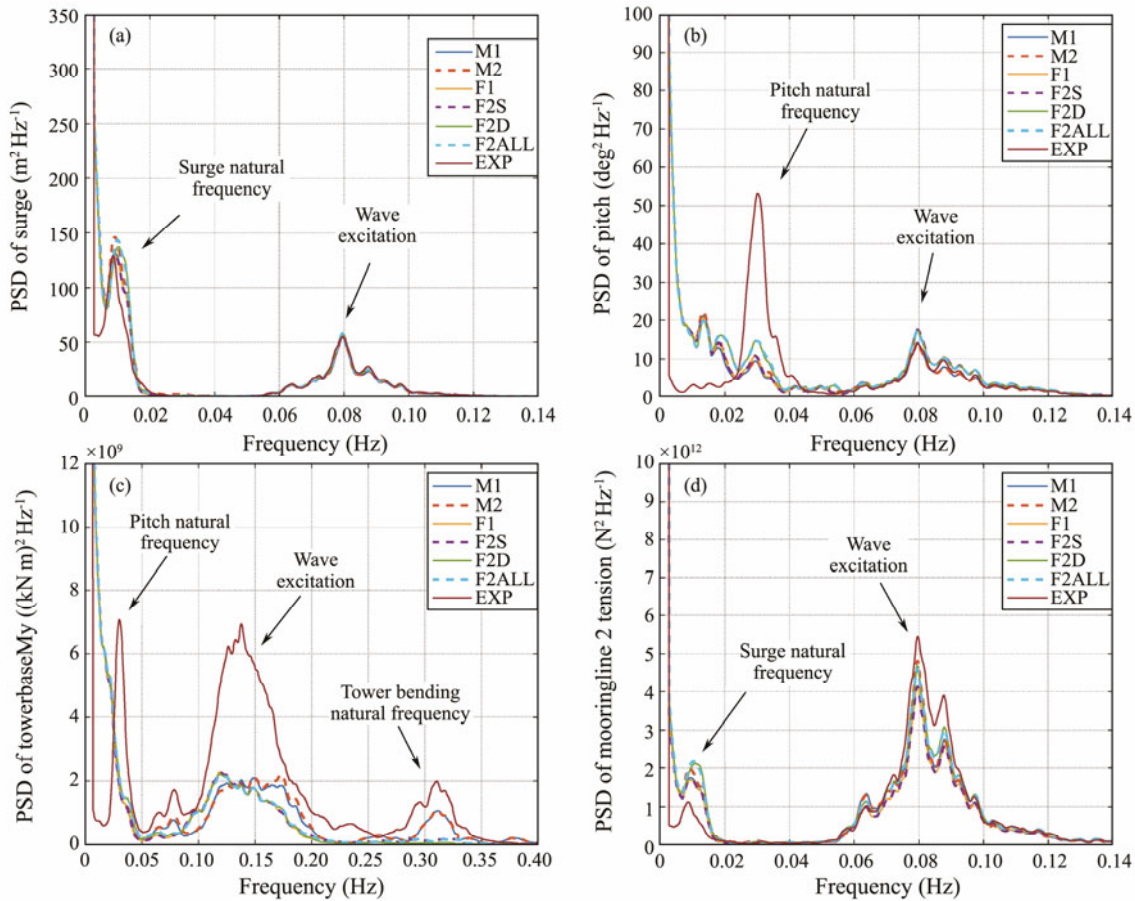 (a)
PSD of surge (m² Hz⁻¹)
350
300
250
200
150
100
50
0
0
0.02
0.04
0.06
0.08
0.10
0.12
0.14
Frequency (Hz)
Surge natural
frequency
Wave
excitation
M1
M2
F1
F2S
F2D
F2ALL
EXP
(b)
PSD of pitch (deg² Hz⁻¹)
100
90
80
70
60
50
40
30
20
10
0
0
0.02
0.04
0.06
0.08
0.10
0.12
0.14
Frequency (Hz)
Pitch natural
frequency
Wave
excitation
M1
M2
F1
F2S
F2D
F2ALL
EXP
(c)
×10⁹
PSD of towerbaseMy ((kN m)² Hz⁻¹)
12
10
8
6
4
2
0
0
0.05
0.10
0.15
0.20
0.25
0.30
0.35
0.40
Frequency (Hz)
Pitch natural
frequency
Wave
excitation
Tower bending
natural frequency
M1
M2
F1
F2S
F2D
F2ALL
EXP
(d)
×10¹²
PSD of mooringline 2 tension (N² Hz⁻¹)
10
9
8
7
6
5
4
3
2
1
0
0
0.02
0.04
0.06
0.08
0.10
0.12
0.14
Frequency (Hz)
Surge natural
frequency
Wave
excitation
M1
M2
F1
F2S
F2D
F2ALL
EXP